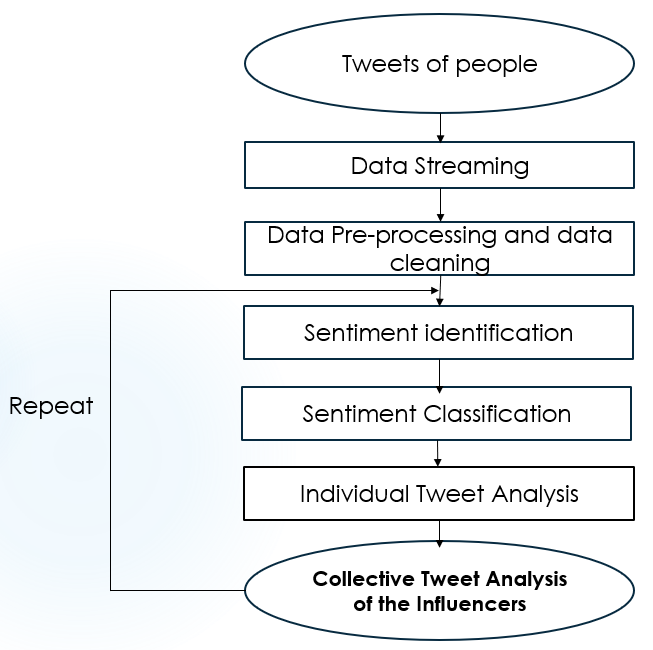 Tweets of people
Data Streaming
Data Pre-processing and data
cleaning
Sentiment identification
Repeat
Sentiment Classification
Individual Tweet Analysis
Collective Tweet Analysis
of the Influencers